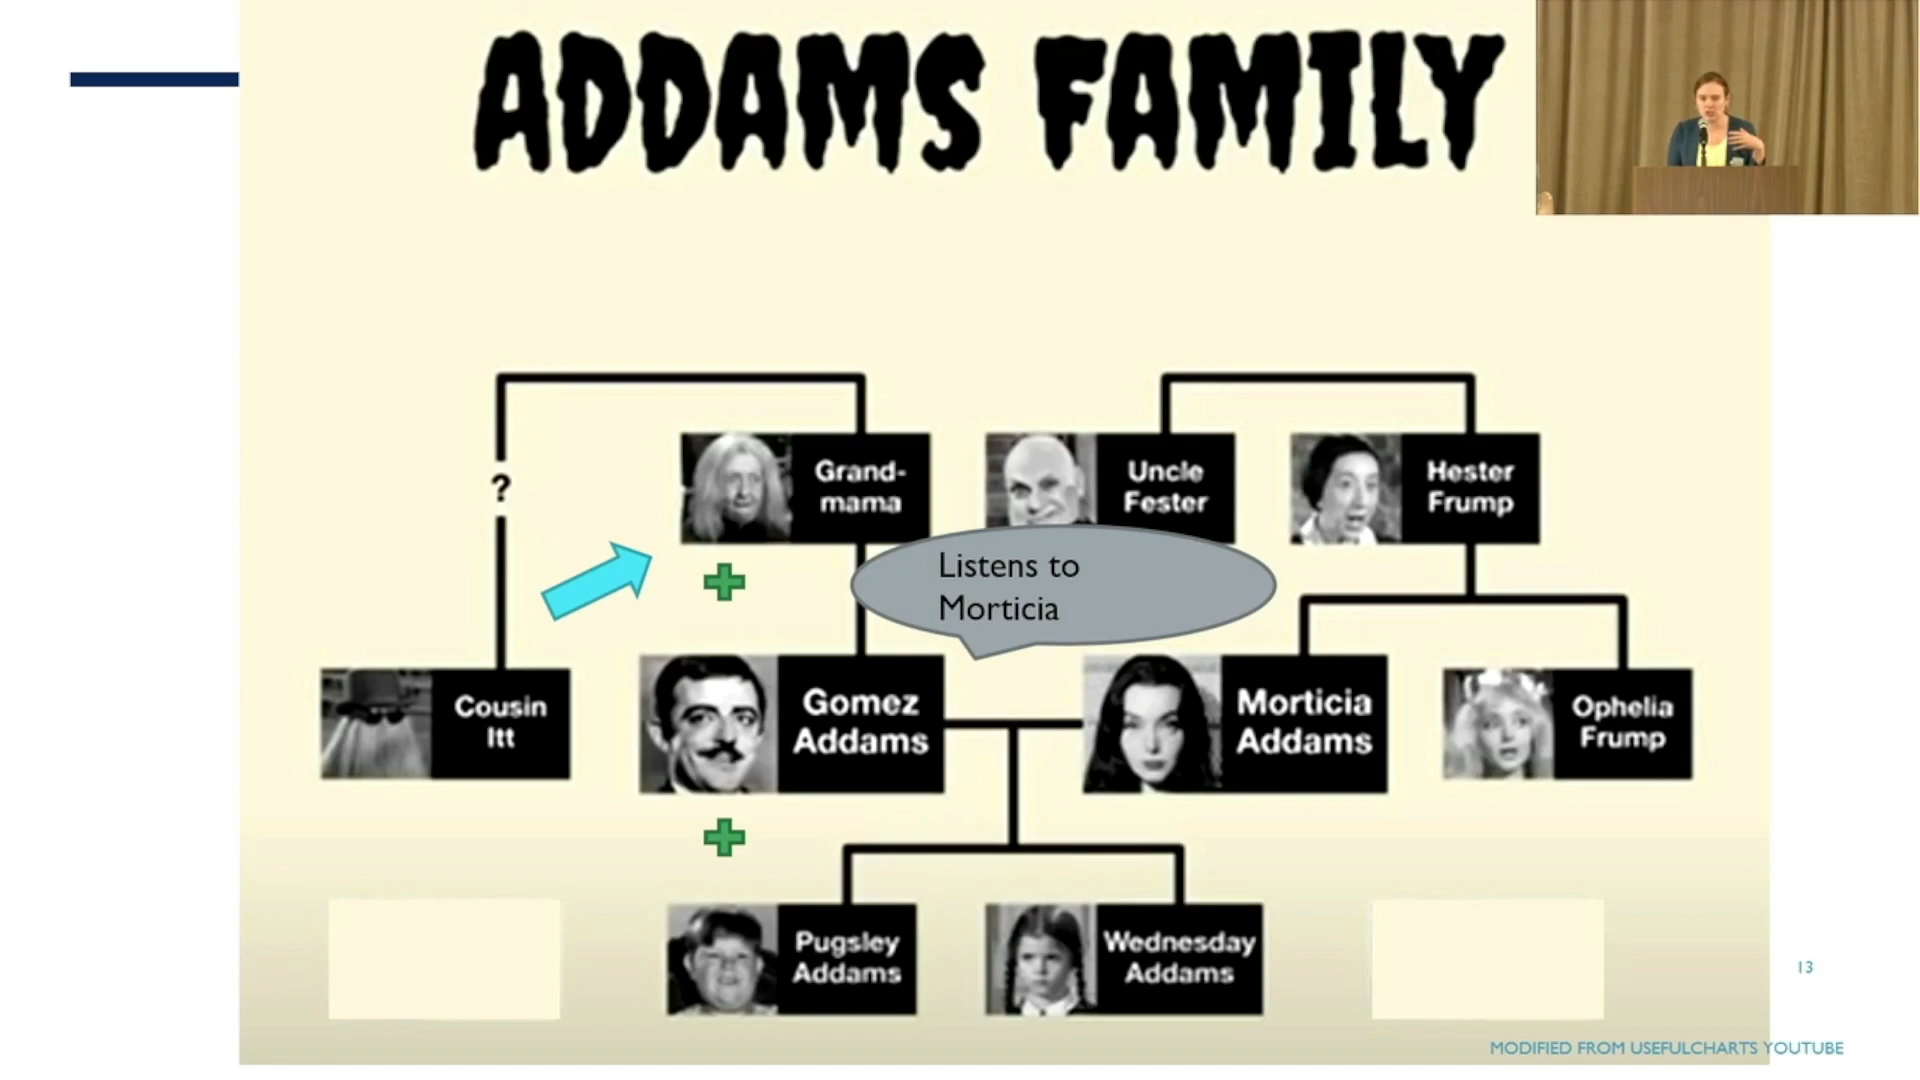 ADDAMS FAMILY
?
Grand-
mama
Uncle
Fester
Hester
Frump
Listens to
Morticia
Cousin
Itt
Gomez
Addams
Morticia
Addams
Ophelia
Frump
Pugsley
Addams
Wednesday
Addams
13
MODIFIED FROM USEFULCHARTS YOUTUBE